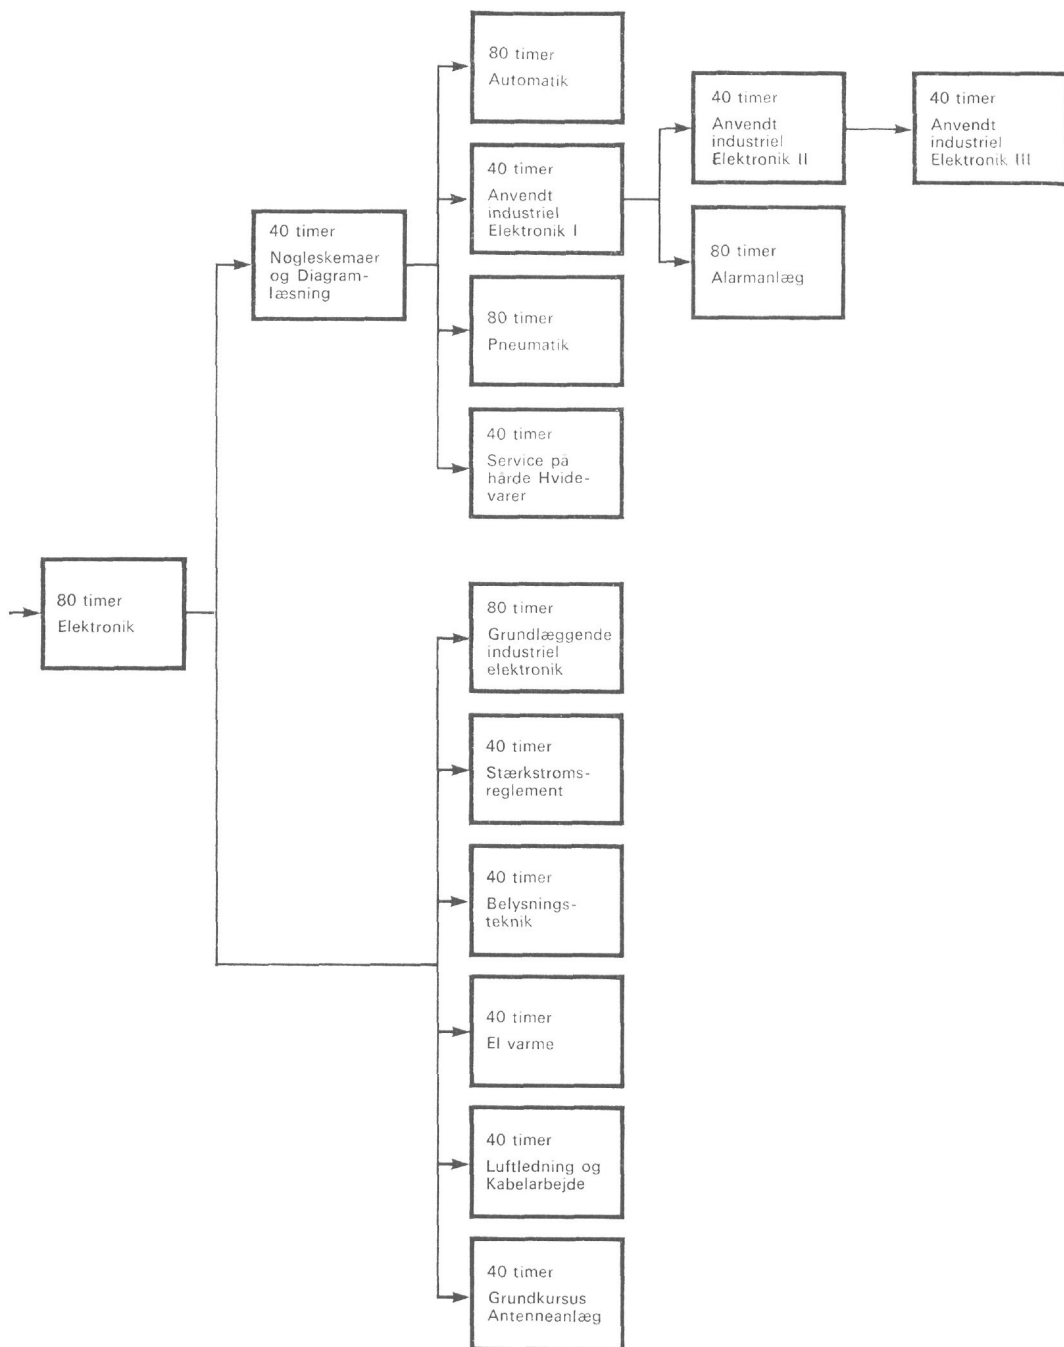 80 timer
Automatik
40 timer
Anvendt
industriel
Elektronik II
40 timer
Anvendt
industriel
Elektronik III
40 timer
Anvendt
industriel
Elektronik I
40 timer
Nøgleskemaer
og Diagram-
læsning
80 timer
Alarmanlæg
80 timer
Pneumatik
40 timer
Service på
hårde Hvide-
varer
80 timer
Elektronik
80 timer
Grundlæggende
industriel
elektronik
40 timer
Stærkstroms-
reglement
40 timer
Belysnings-
teknik
40 timer
El varme
40 timer
Luftledning og
Kabelarbejde
40 timer
Grundkursus
Antenneanlæg